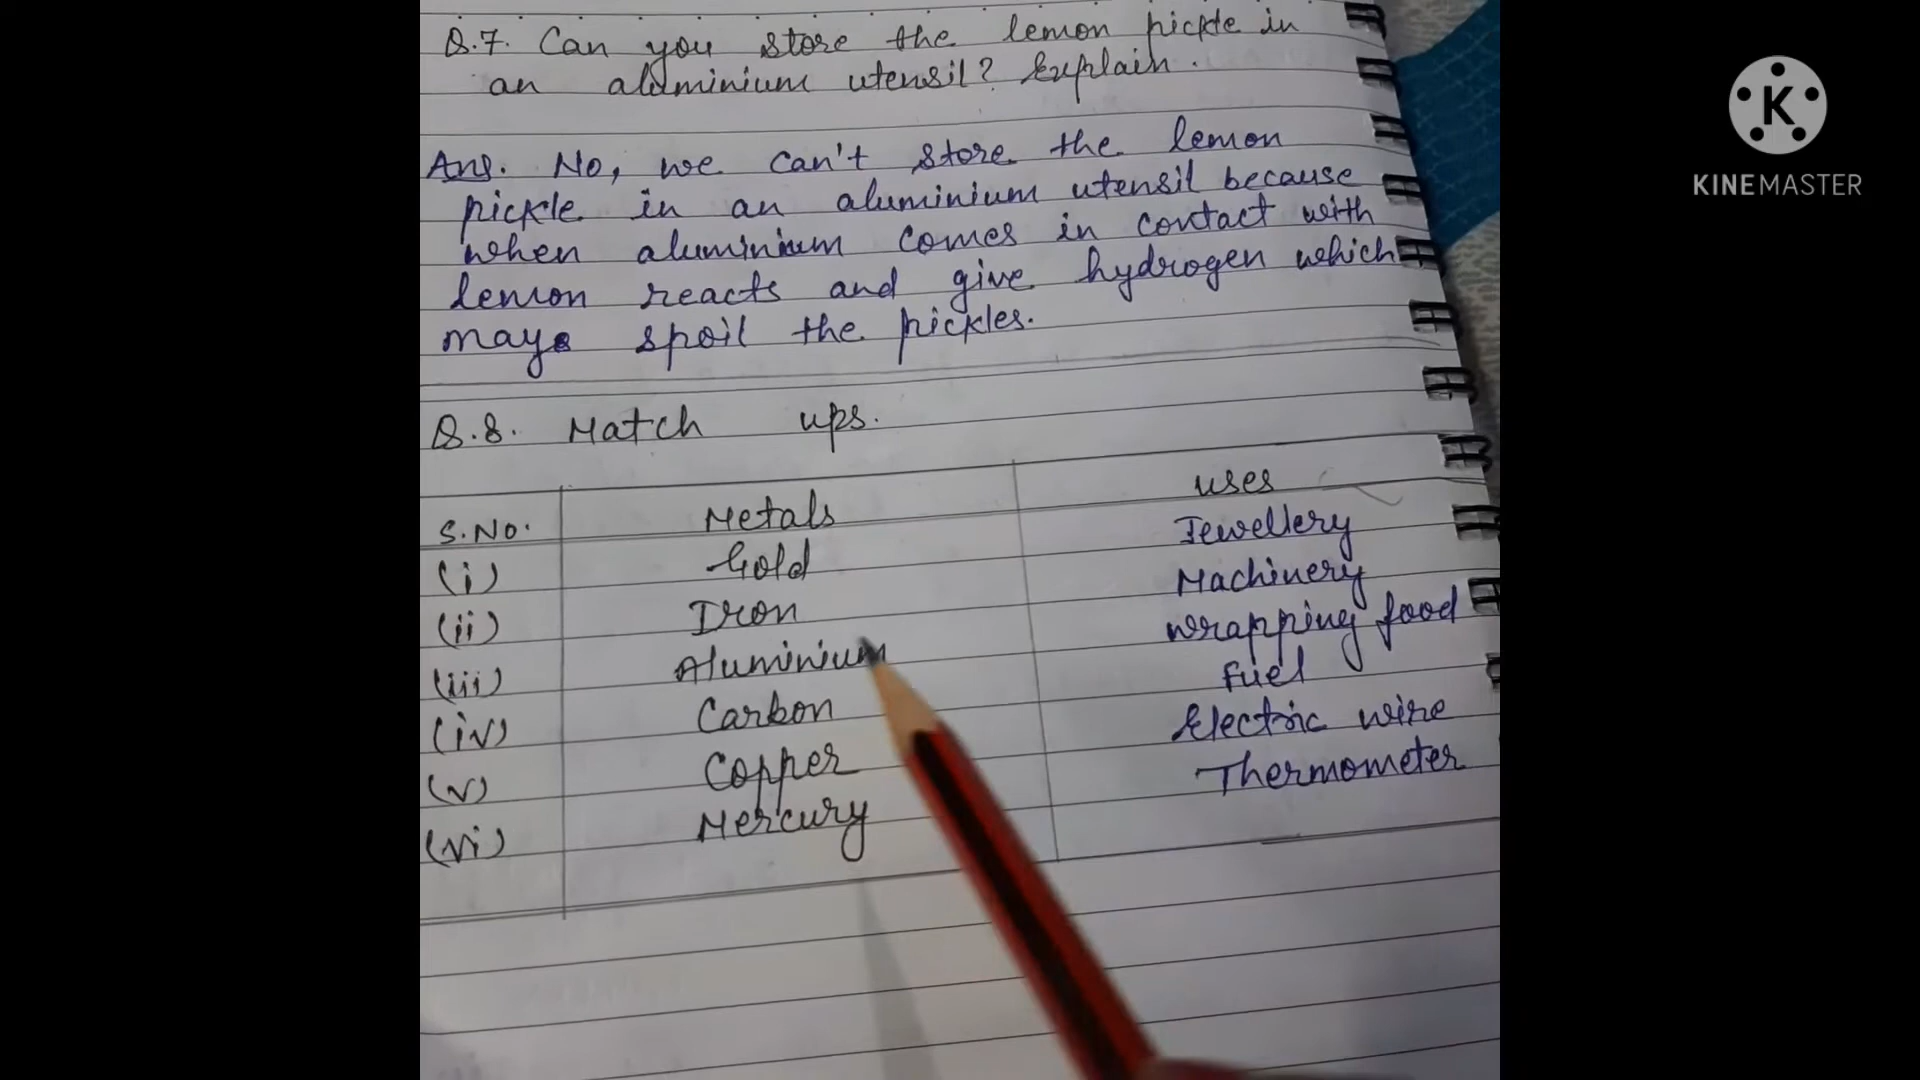 Q.7. Can you store the lemon pickle in
an aluminium utensil? Explain.
Ans. No, we can't store the lemon
pickle in an aluminium utensil because
when aluminium comes in contact with
lemon reacts and give hydrogen which
may spoil the pickles.
Q.8. Match ups.
S.No. Metals uses
(i) Gold Jewellery
(ii) Iron Machinery
(iii) Aluminium wrapping food
(iv) Carbon Fuel
(v) Copper Electric wire
(vi) Mercury Thermometer
K
KINEMASTER